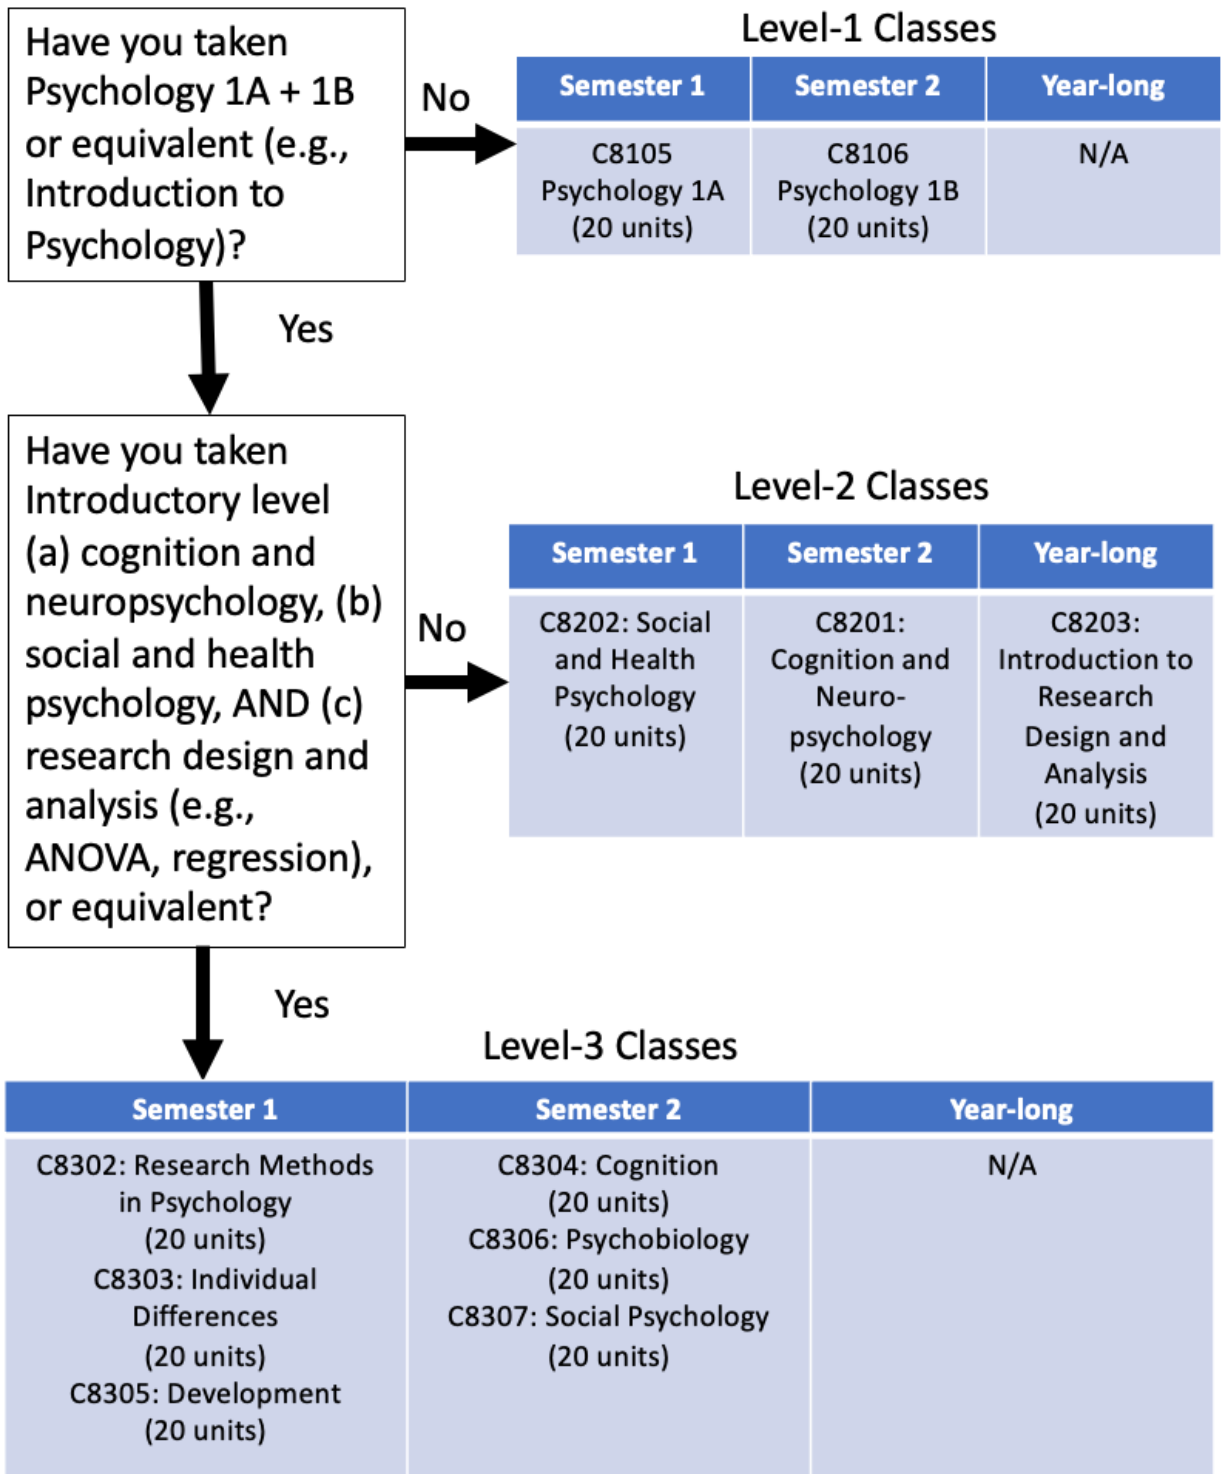 Have you taken
Psychology 1A + 1B
or equivalent (e.g.,
Introduction to
Psychology)?
No
Level-1 Classes
Semester 1
Semester 2
Year-long
C8105
Psychology 1A
(20 units)
C8106
Psychology 1B
(20 units)
N/A
Yes
Have you taken
Introductory level
(a) cognition and
neuropsychology, (b)
social and health
psychology, AND (c)
research design and
analysis (e.g.,
ANOVA, regression),
or equivalent?
No
Level-2 Classes
Semester 1
Semester 2
Year-long
C8202: Social
and Health
Psychology
(20 units)
C8201:
Cognition and
Neuro-
psychology
(20 units)
C8203:
Introduction to
Research
Design and
Analysis
(20 units)
Yes
Level-3 Classes
Semester 1
Semester 2
Year-long
C8302: Research Methods
in Psychology
(20 units)
C8303: Individual
Differences
(20 units)
C8305: Development
(20 units)
C8304: Cognition
(20 units)
C8306: Psychobiology
(20 units)
C8307: Social Psychology
(20 units)
N/A